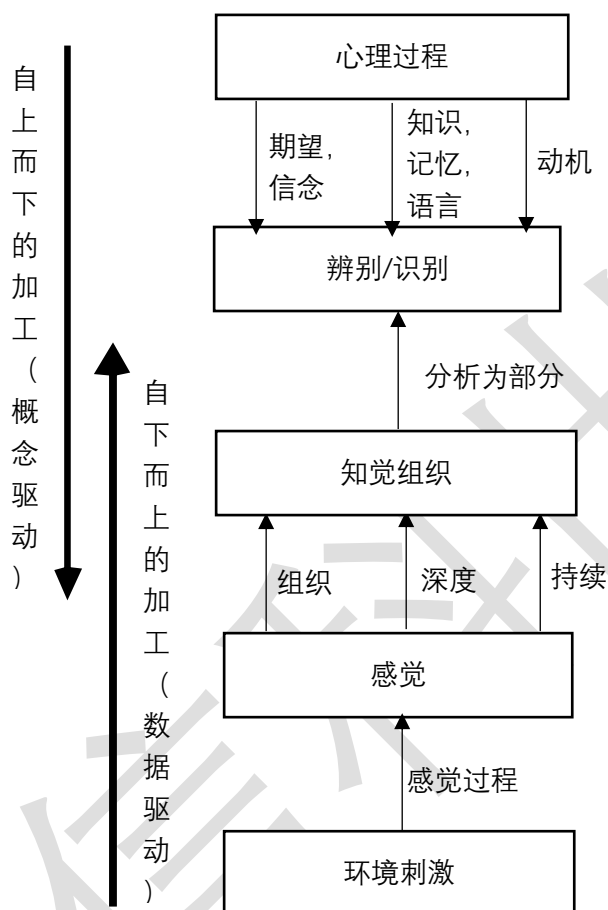 心理过程
期望,
信念
知识,
记忆,
语言
动机
辨别/识别
分析为部分
知觉组织
组织
深度
持续
感觉
感觉过程
环境刺激
自上而下的加工(概念驱动)
自下而上的加工(数据驱动)